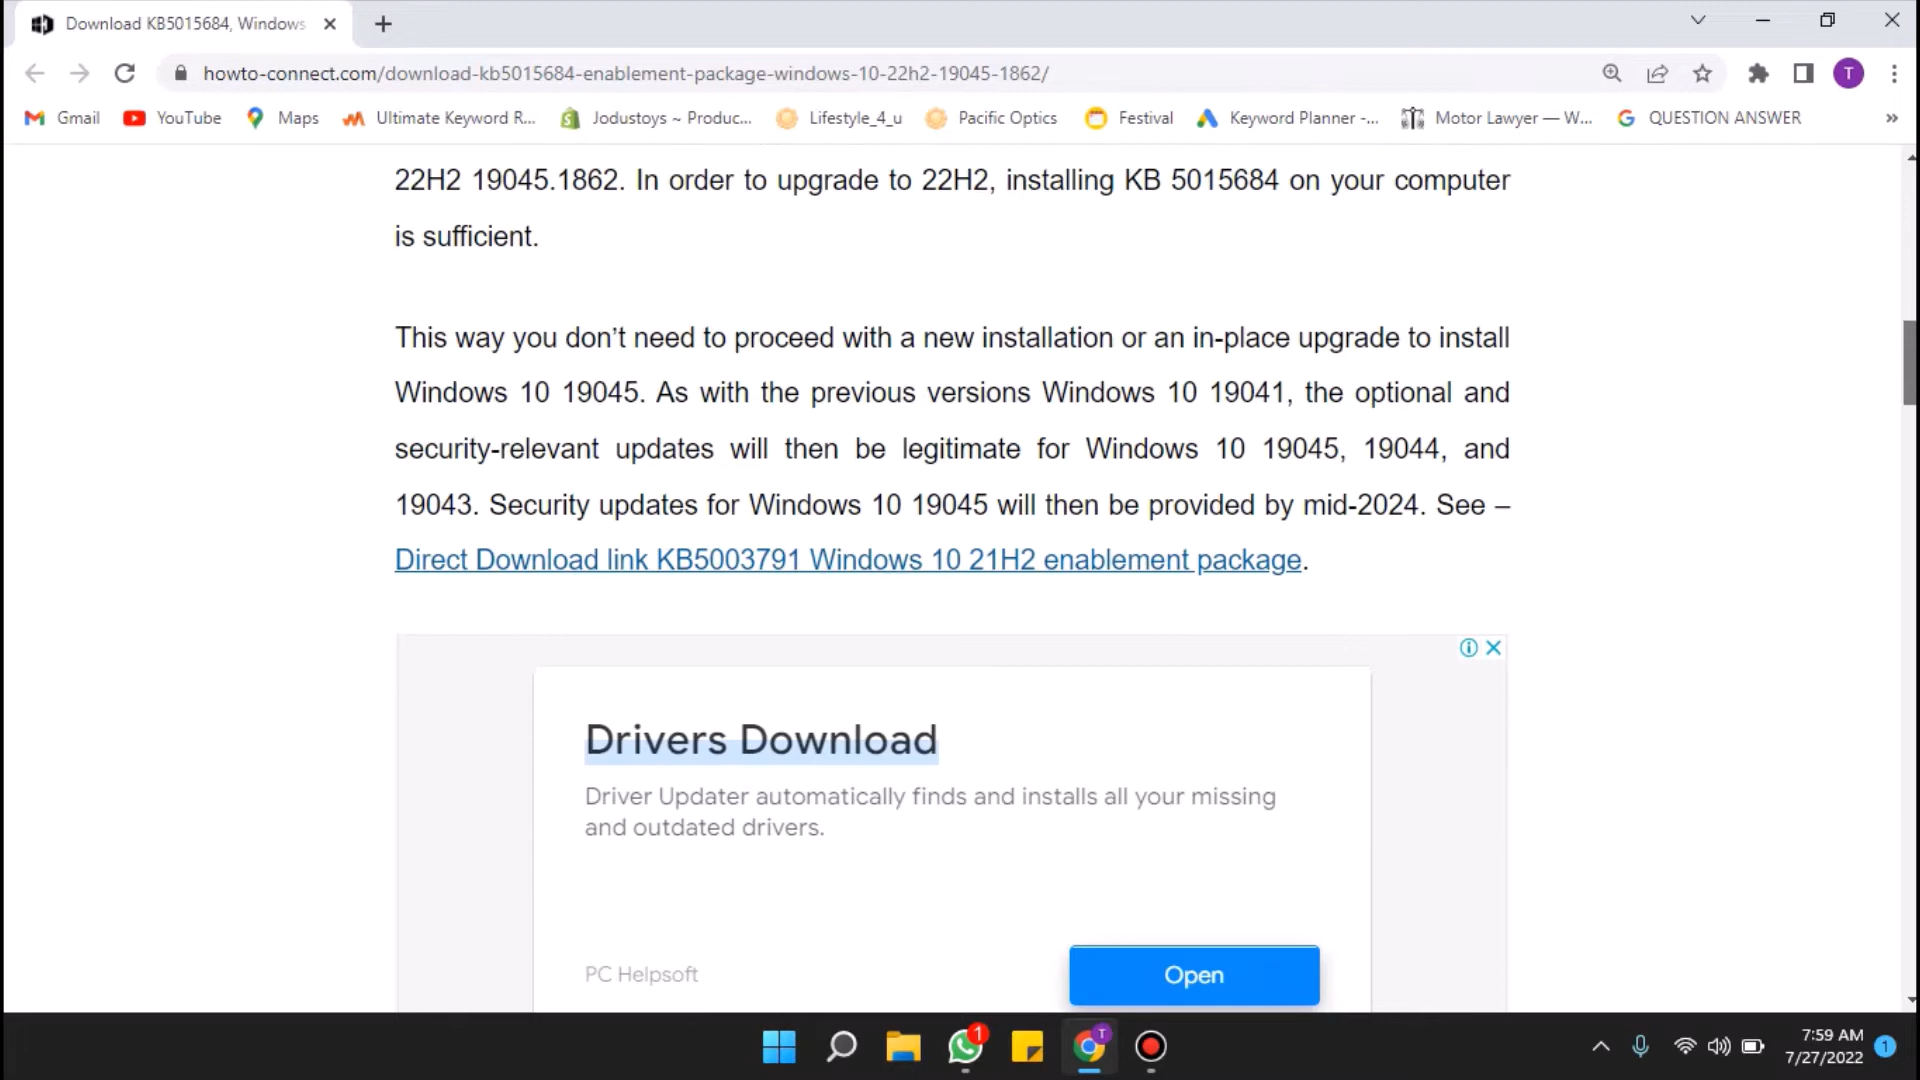 Download KB5015684, Windows
howto-connect.com/download-kb5015684-enablement-package-windows-10-22h2-19045-1862/
T
Gmail
YouTube
Maps
Ultimate Keyword R...
Jodustoys ~ Produc...
Lifestyle_4_u
Pacific Optics
Festival
Keyword Planner -...
Motor Lawyer — W...
QUESTION ANSWER
»
22H2 19045.1862. In order to upgrade to 22H2, installing KB 5015684 on your computer
is sufficient.
This way you don’t need to proceed with a new installation or an in-place upgrade to install
Windows 10 19045. As with the previous versions Windows 10 19041, the optional and
security-relevant updates will then be legitimate for Windows 10 19045, 19044, and
19043. Security updates for Windows 10 19045 will then be provided by mid-2024. See –
Direct Download link KB5003791 Windows 10 21H2 enablement package.
Drivers Download
Driver Updater automatically finds and installs all your missing
and outdated drivers.
PC Helpsoft
Open
1
T
7:59 AM
7/27/2022
1